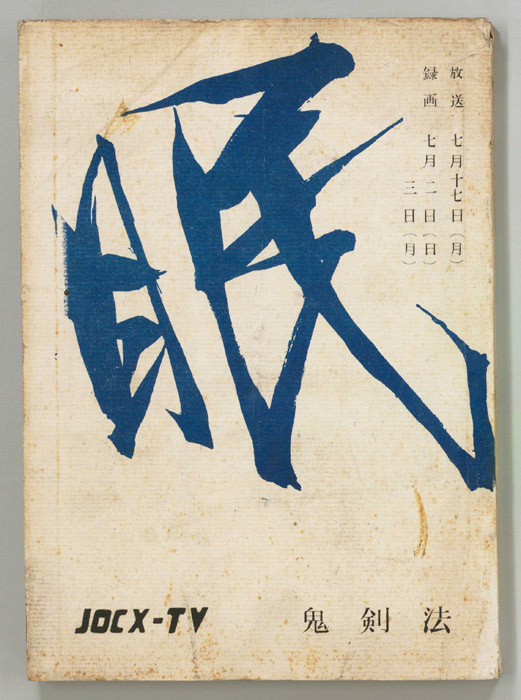 放送 七月十七日(月)
録画 七月二日(日)
三日(月)
眠
JOCX-TV
鬼剣法